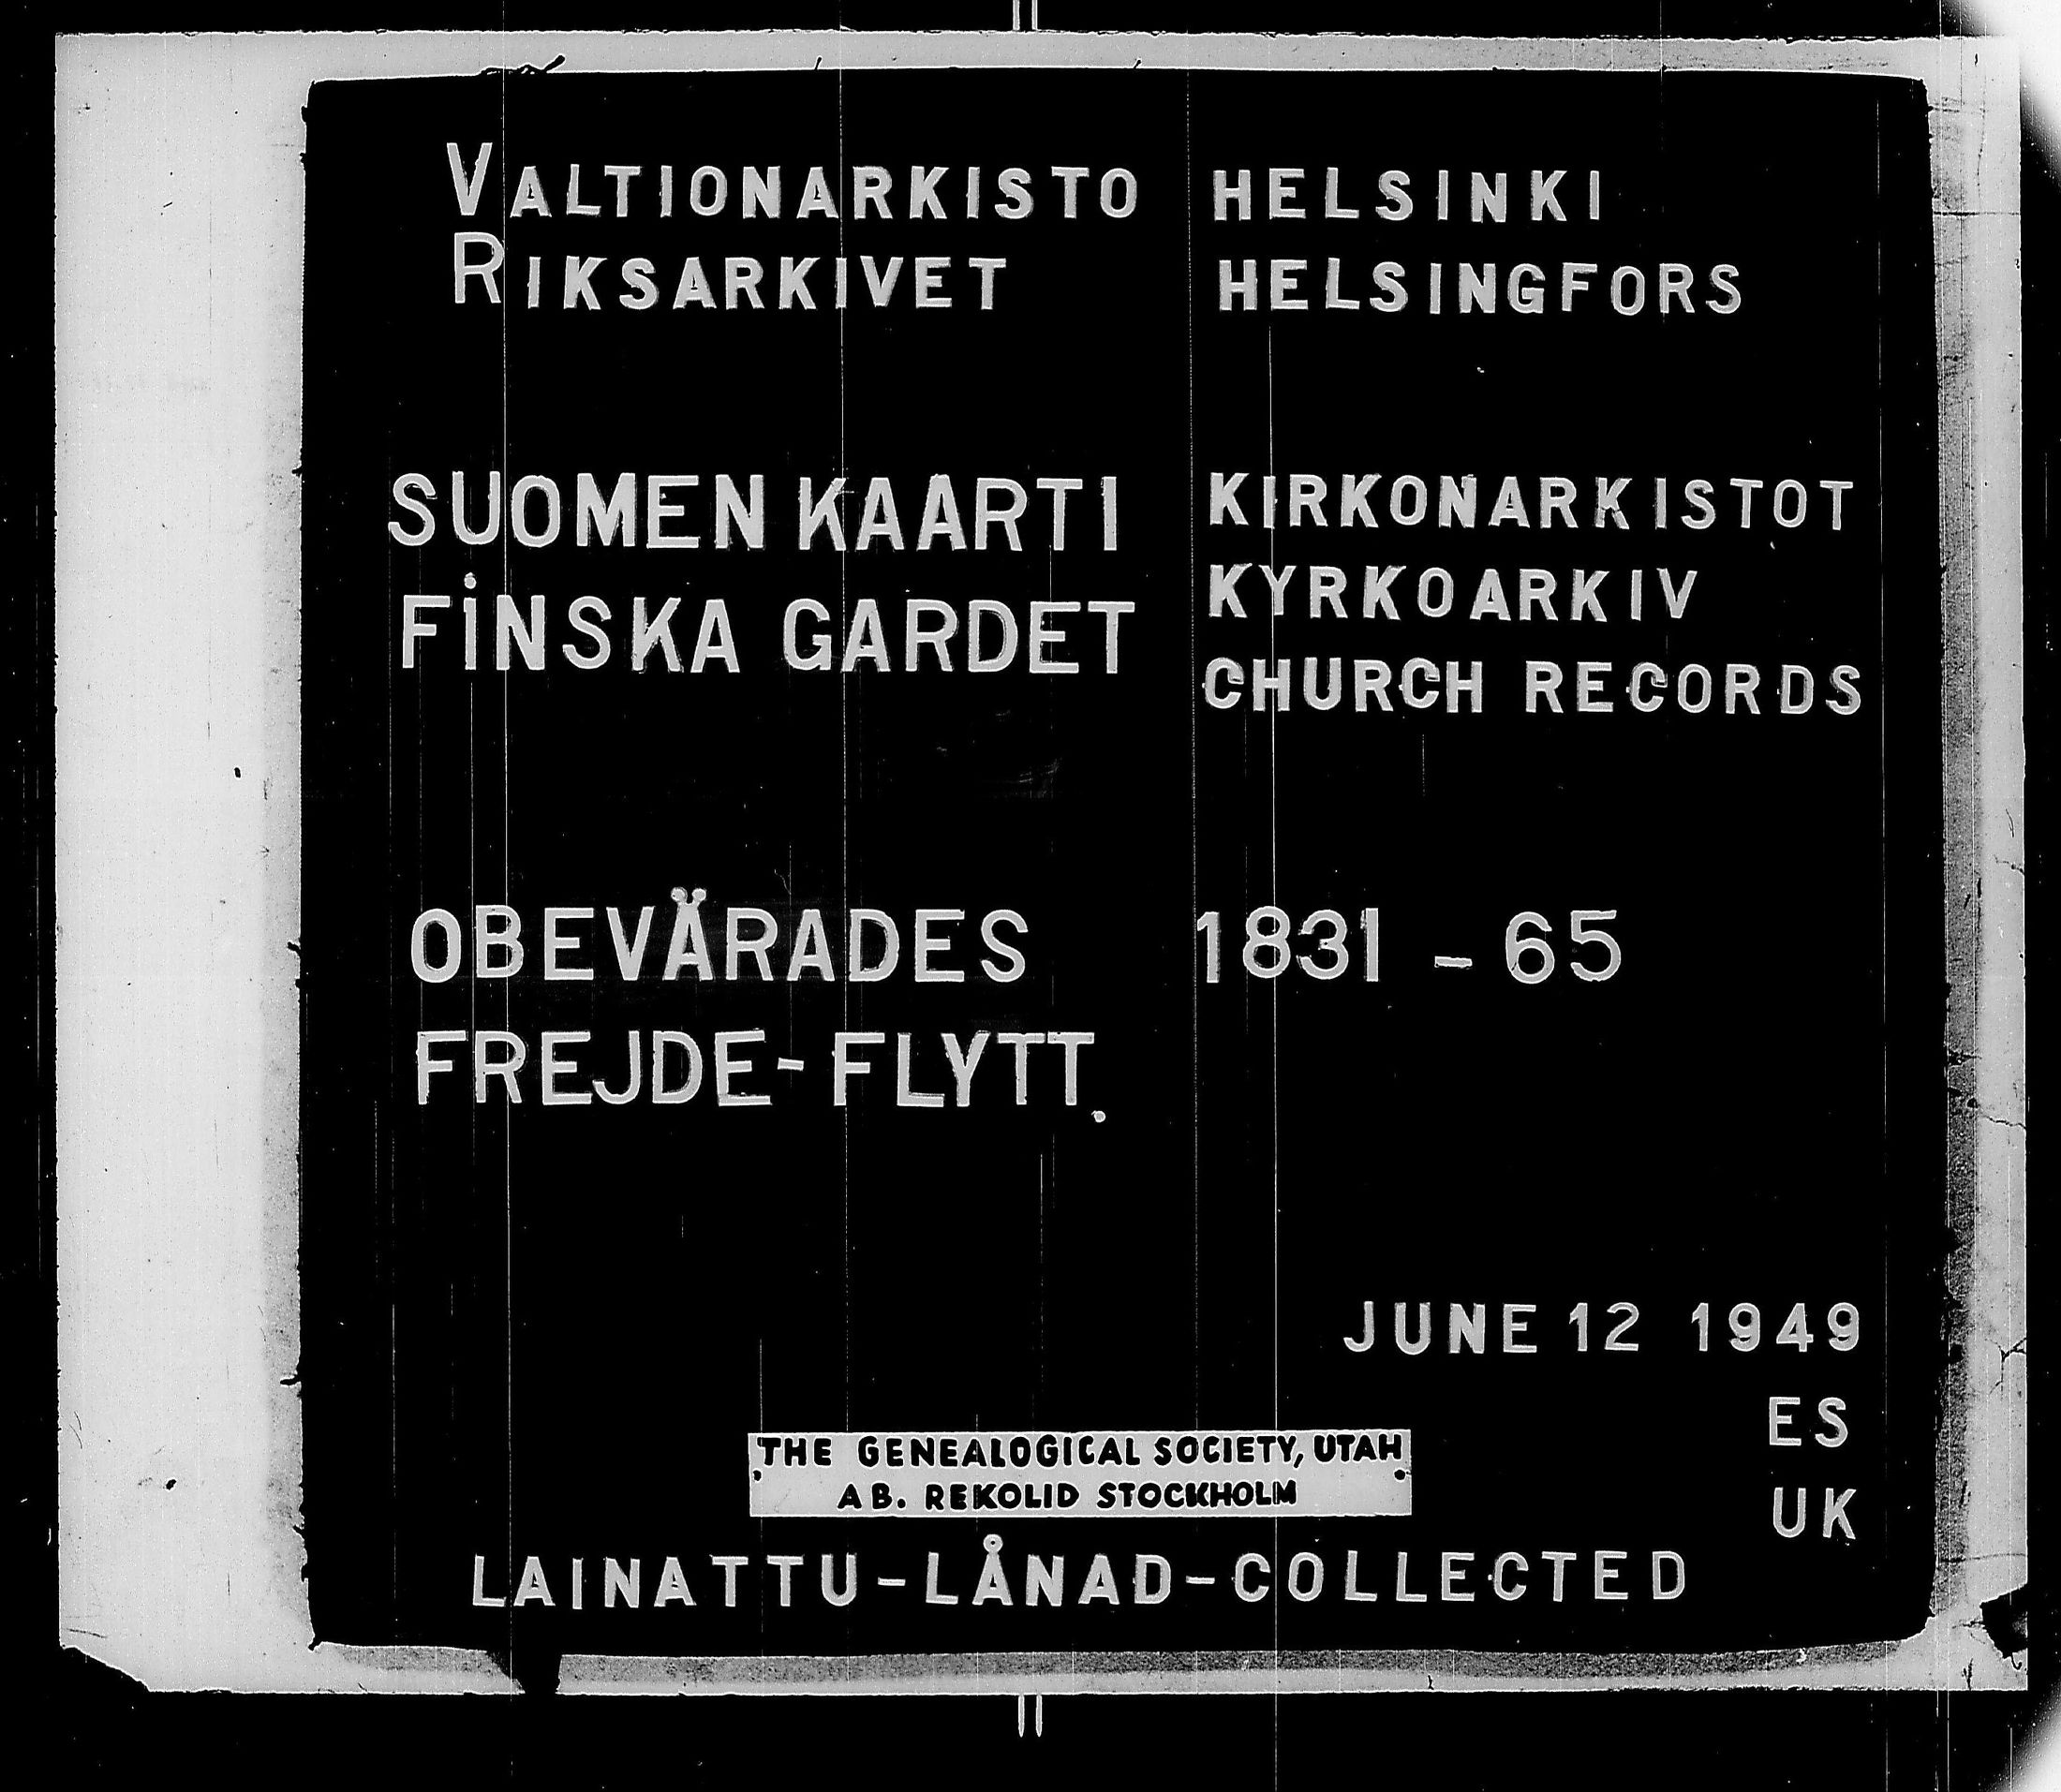 VALTIONARKISTO HELSINKI
RIKSARKIVET HELSINGFORS
SUOMEN KAARTI
FINSKA GARDET
KIRKONARKISTOT
KYRKOARKIV
CHURCH RECORDS
OBEVÄRADES 1831 - 65
FREJDE-FLYTT.
JUNE 12 1949
ES
UK
THE GENEALOGICAL SOCIETY, UTAH
AB. REKOLID STOCKHOLM
LAINATTU-LÅNAD-COLLECTED